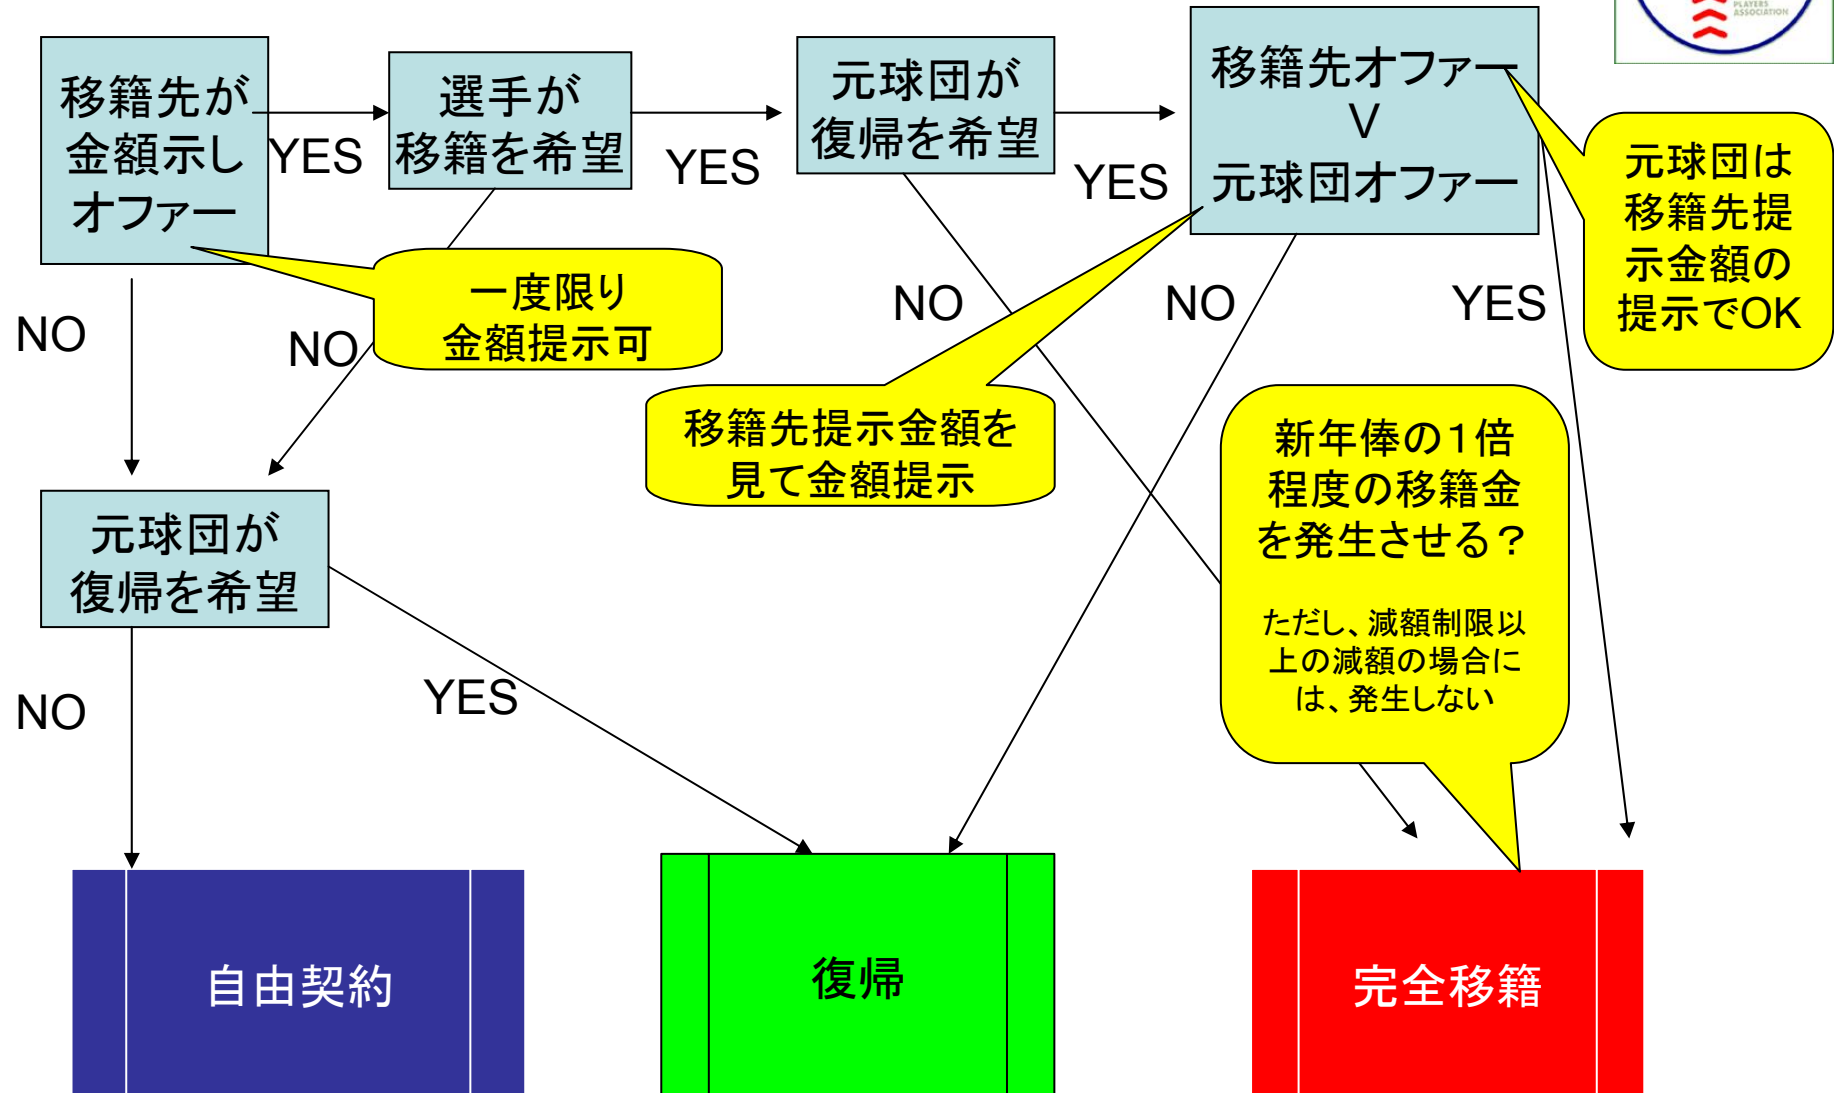 PLAYERS
ASSOCIATION
移籍先が
金額示し
オファー
YES
選手が
移籍を希望
YES
元球団が
復帰を希望
YES
移籍先オファー
V
元球団オファー
元球団は
移籍先提
示金額の
提示でOK
NO
NO
一度限り
金額提示可
NO
NO
YES
移籍先提示金額を
見て金額提示
新年俸の１倍
程度の移籍金
を発生させる？
ただし、減額制限以
上の減額の場合に
は、発生しない
元球団が
復帰を希望
NO
YES
自由契約
復帰
完全移籍